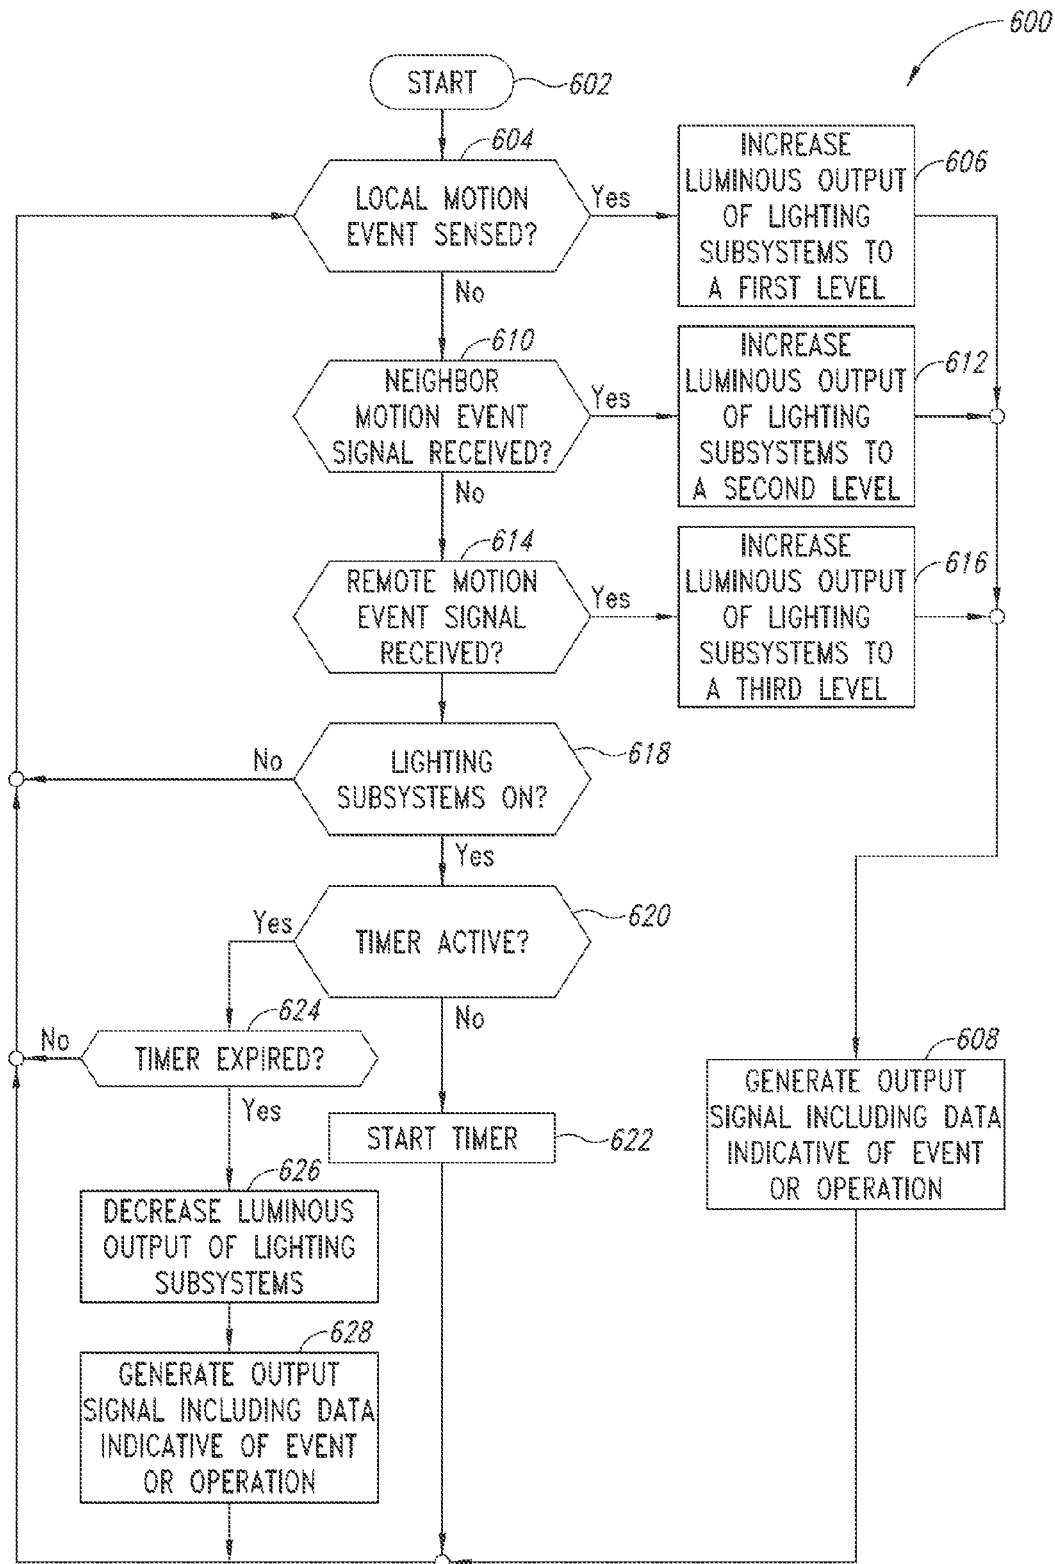 600
START
602
604
LOCAL MOTION
EVENT SENSED?
Yes
INCREASE
LUMINOUS OUTPUT
OF LIGHTING
SUBSYSTEMS TO
A FIRST LEVEL
606
No
610
NEIGHBOR
MOTION EVENT
SIGNAL RECEIVED?
Yes
INCREASE
LUMINOUS OUTPUT
OF LIGHTING
SUBSYSTEMS TO
A SECOND LEVEL
612
No
614
REMOTE MOTION
EVENT SIGNAL
RECEIVED?
Yes
INCREASE
LUMINOUS OUTPUT
OF LIGHTING
SUBSYSTEMS TO
A THIRD LEVEL
616
No
LIGHTING
SUBSYSTEMS ON?
618
Yes
Yes
TIMER ACTIVE?
620
No
624
No
TIMER EXPIRED?
Yes
START TIMER
622
608
GENERATE OUTPUT
SIGNAL INCLUDING DATA
INDICATIVE OF EVENT
OR OPERATION
626
DECREASE LUMINOUS
OUTPUT OF LIGHTING
SUBSYSTEMS
628
GENERATE OUTPUT
SIGNAL INCLUDING DATA
INDICATIVE OF EVENT
OR OPERATION